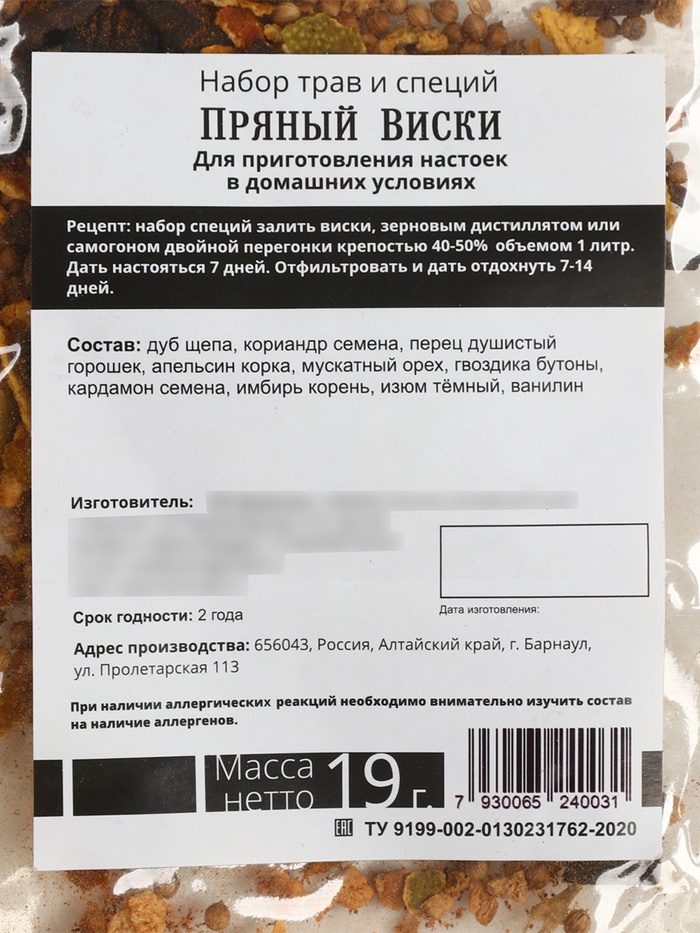 Набор трав и специй
Пряный Виски
Для приготовления настоек
в домашних условиях
Рецепт: набор специй залить виски, зерновым дистиллятом или
самогоном двойной перегонки крепостью 40-50% объемом 1 литр.
Дать настояться 7 дней. Отфильтровать и дать отдохнуть 7-14
дней.
Состав: дуб щепа, кориандр семена, перец душистый
горошек, апельсин корка, мускатный орех, гвоздика бутоны,
кардамон семена, имбирь корень, изюм тёмный, ванилин
Изготовитель:
Дата изготовления:
Срок годности: 2 года
Адрес производства: 656043, Россия, Алтайский край, г. Барнаул,
ул. Пролетарская 113
При наличии аллергических реакций необходимо внимательно изучить состав
на наличие аллергенов.
Масса
нетто 19 г.
7 930065 240031
EAC ТУ 9199-002-0130231762-2020